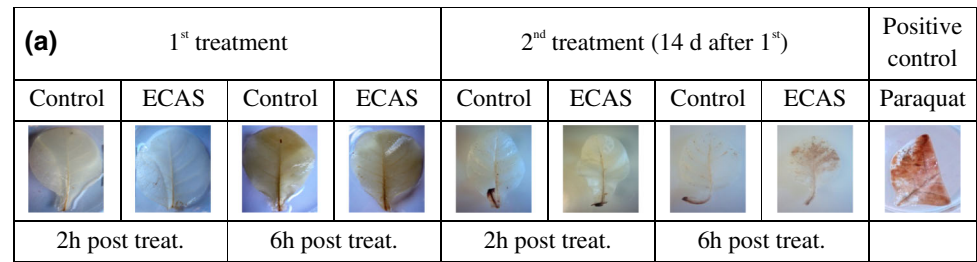 (a) 1st treatment 2nd treatment (14 d after 1st) Positive control
Control ECAS Control ECAS Control ECAS Control ECAS Paraquat
2h post treat. 6h post treat. 2h post treat. 6h post treat.